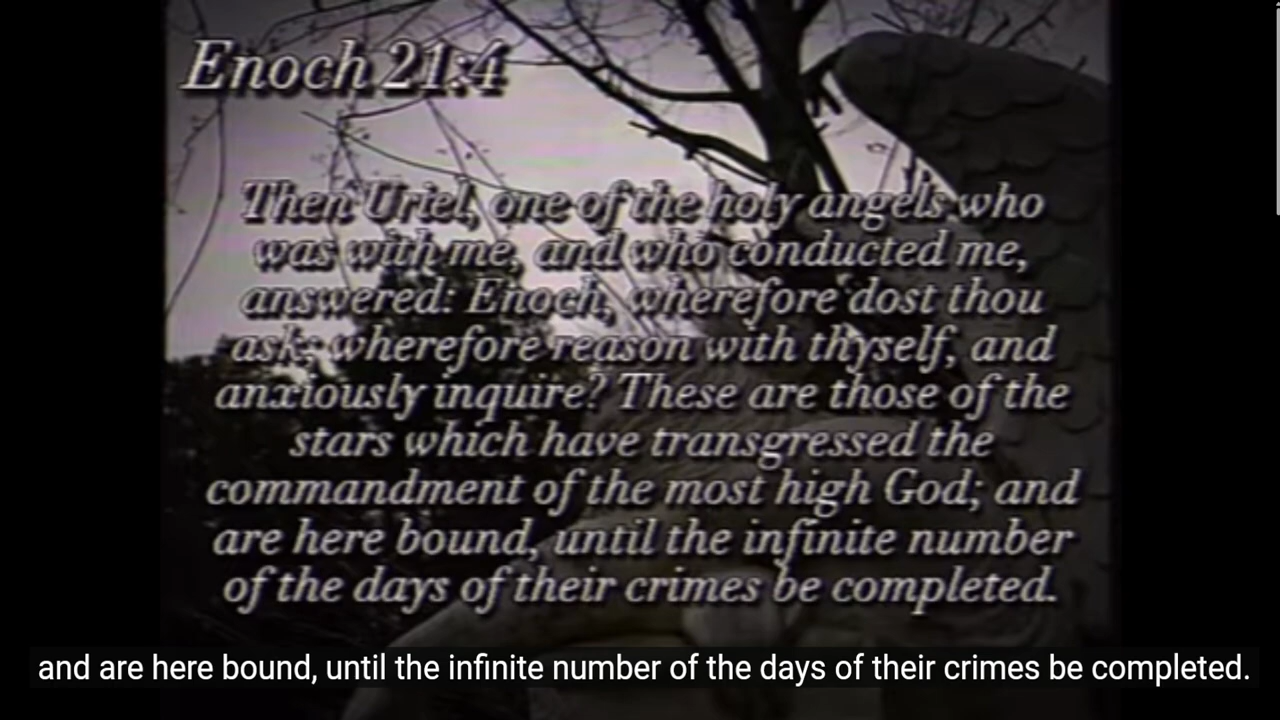 Enoch 21:4
Then Uriel, one of the holy angels who
was with me, and who conducted me,
answered: Enoch, wherefore dost thou
ask; wherefore reason with thyself, and
anxiously inquire? These are those of the
stars which have transgressed the
commandment of the most high God; and
are here bound, until the infinite number
of the days of their crimes be completed.
and are here bound, until the infinite number of the days of their crimes be completed.